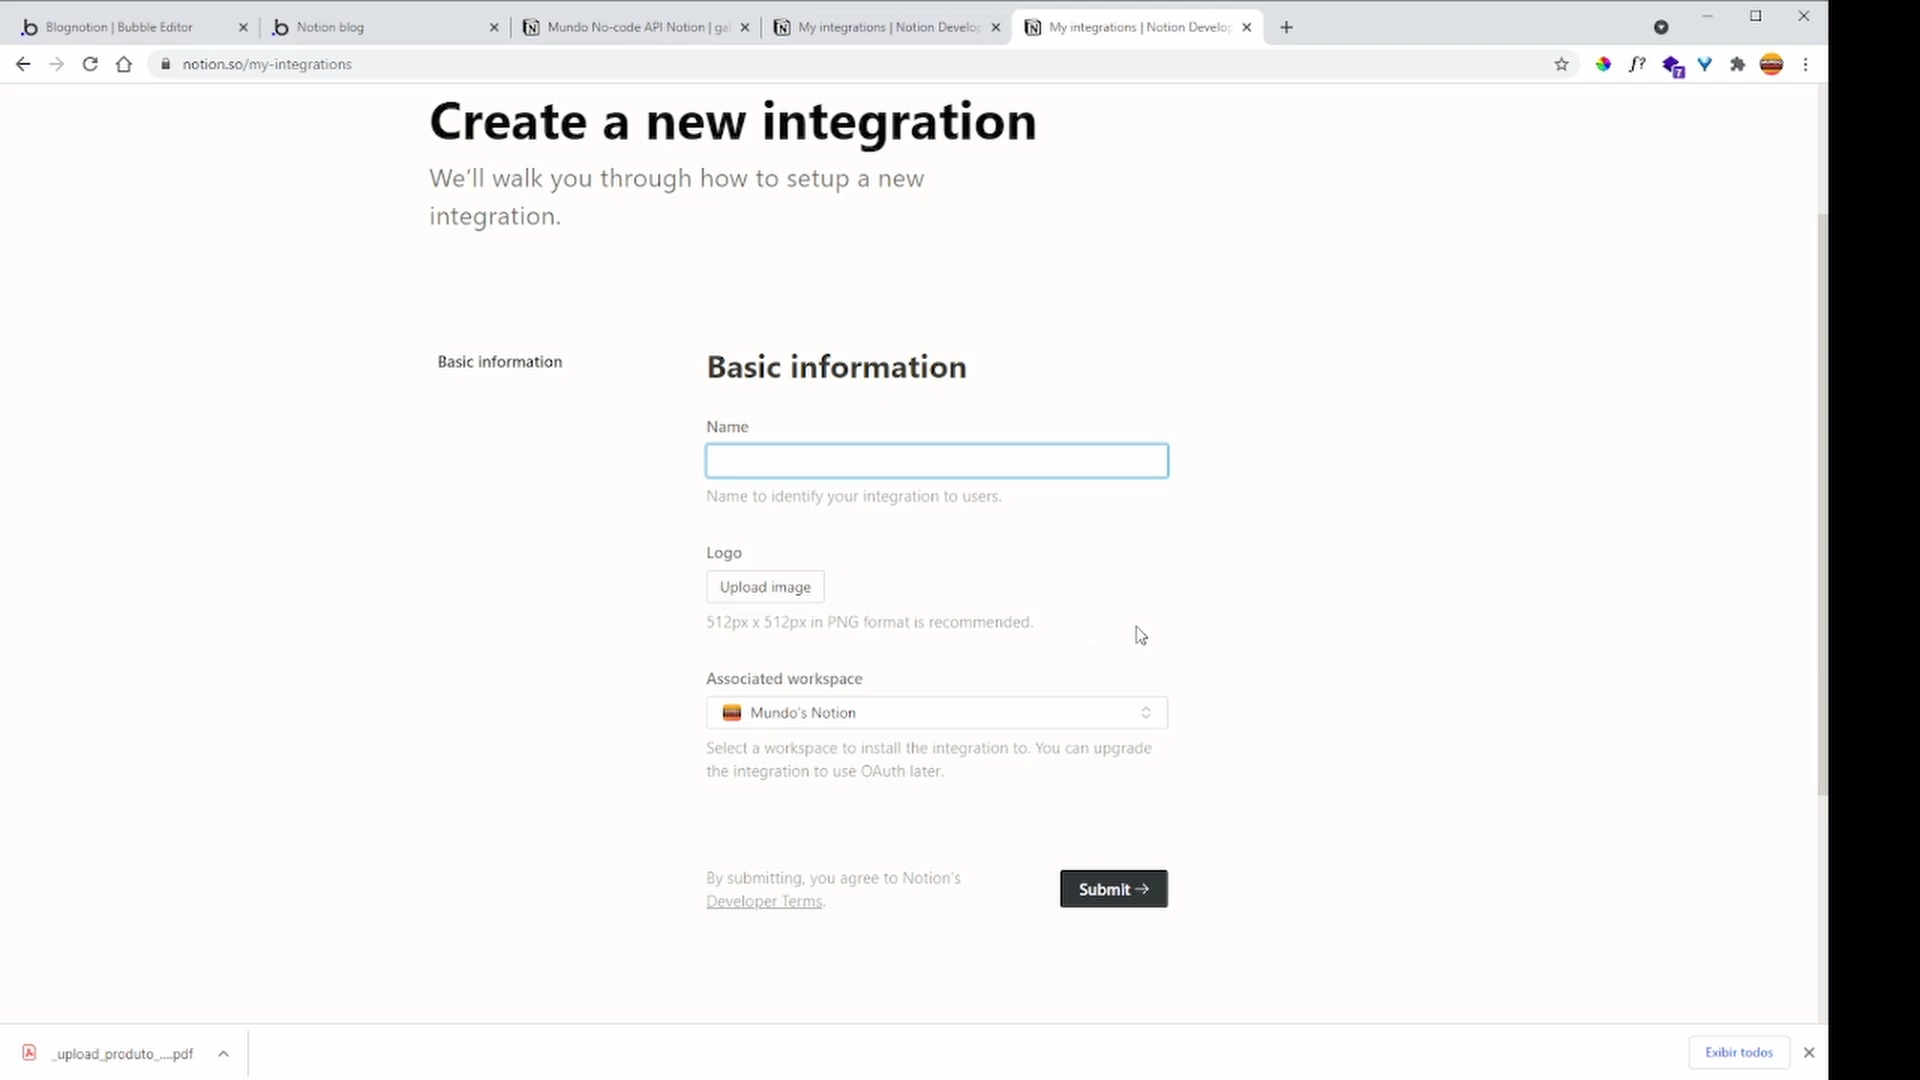 Blognotion | Bubble Editor
Notion blog
Mundo No-code API Notion | ga
My integrations | Notion Develop
My integrations | Notion Develop
notion.so/my-integrations
f?
7
Create a new integration
We'll walk you through how to setup a new
integration.
Basic information
Basic information
Name
Name to identify your integration to users.
Logo
Upload image
512px x 512px in PNG format is recommended.
Associated workspace
Mundo's Notion
Select a workspace to install the integration to. You can upgrade
the integration to use OAuth later.
By submitting, you agree to Notion's
Developer Terms.
Submit →
_upload_produto_....pdf
Exibir todos